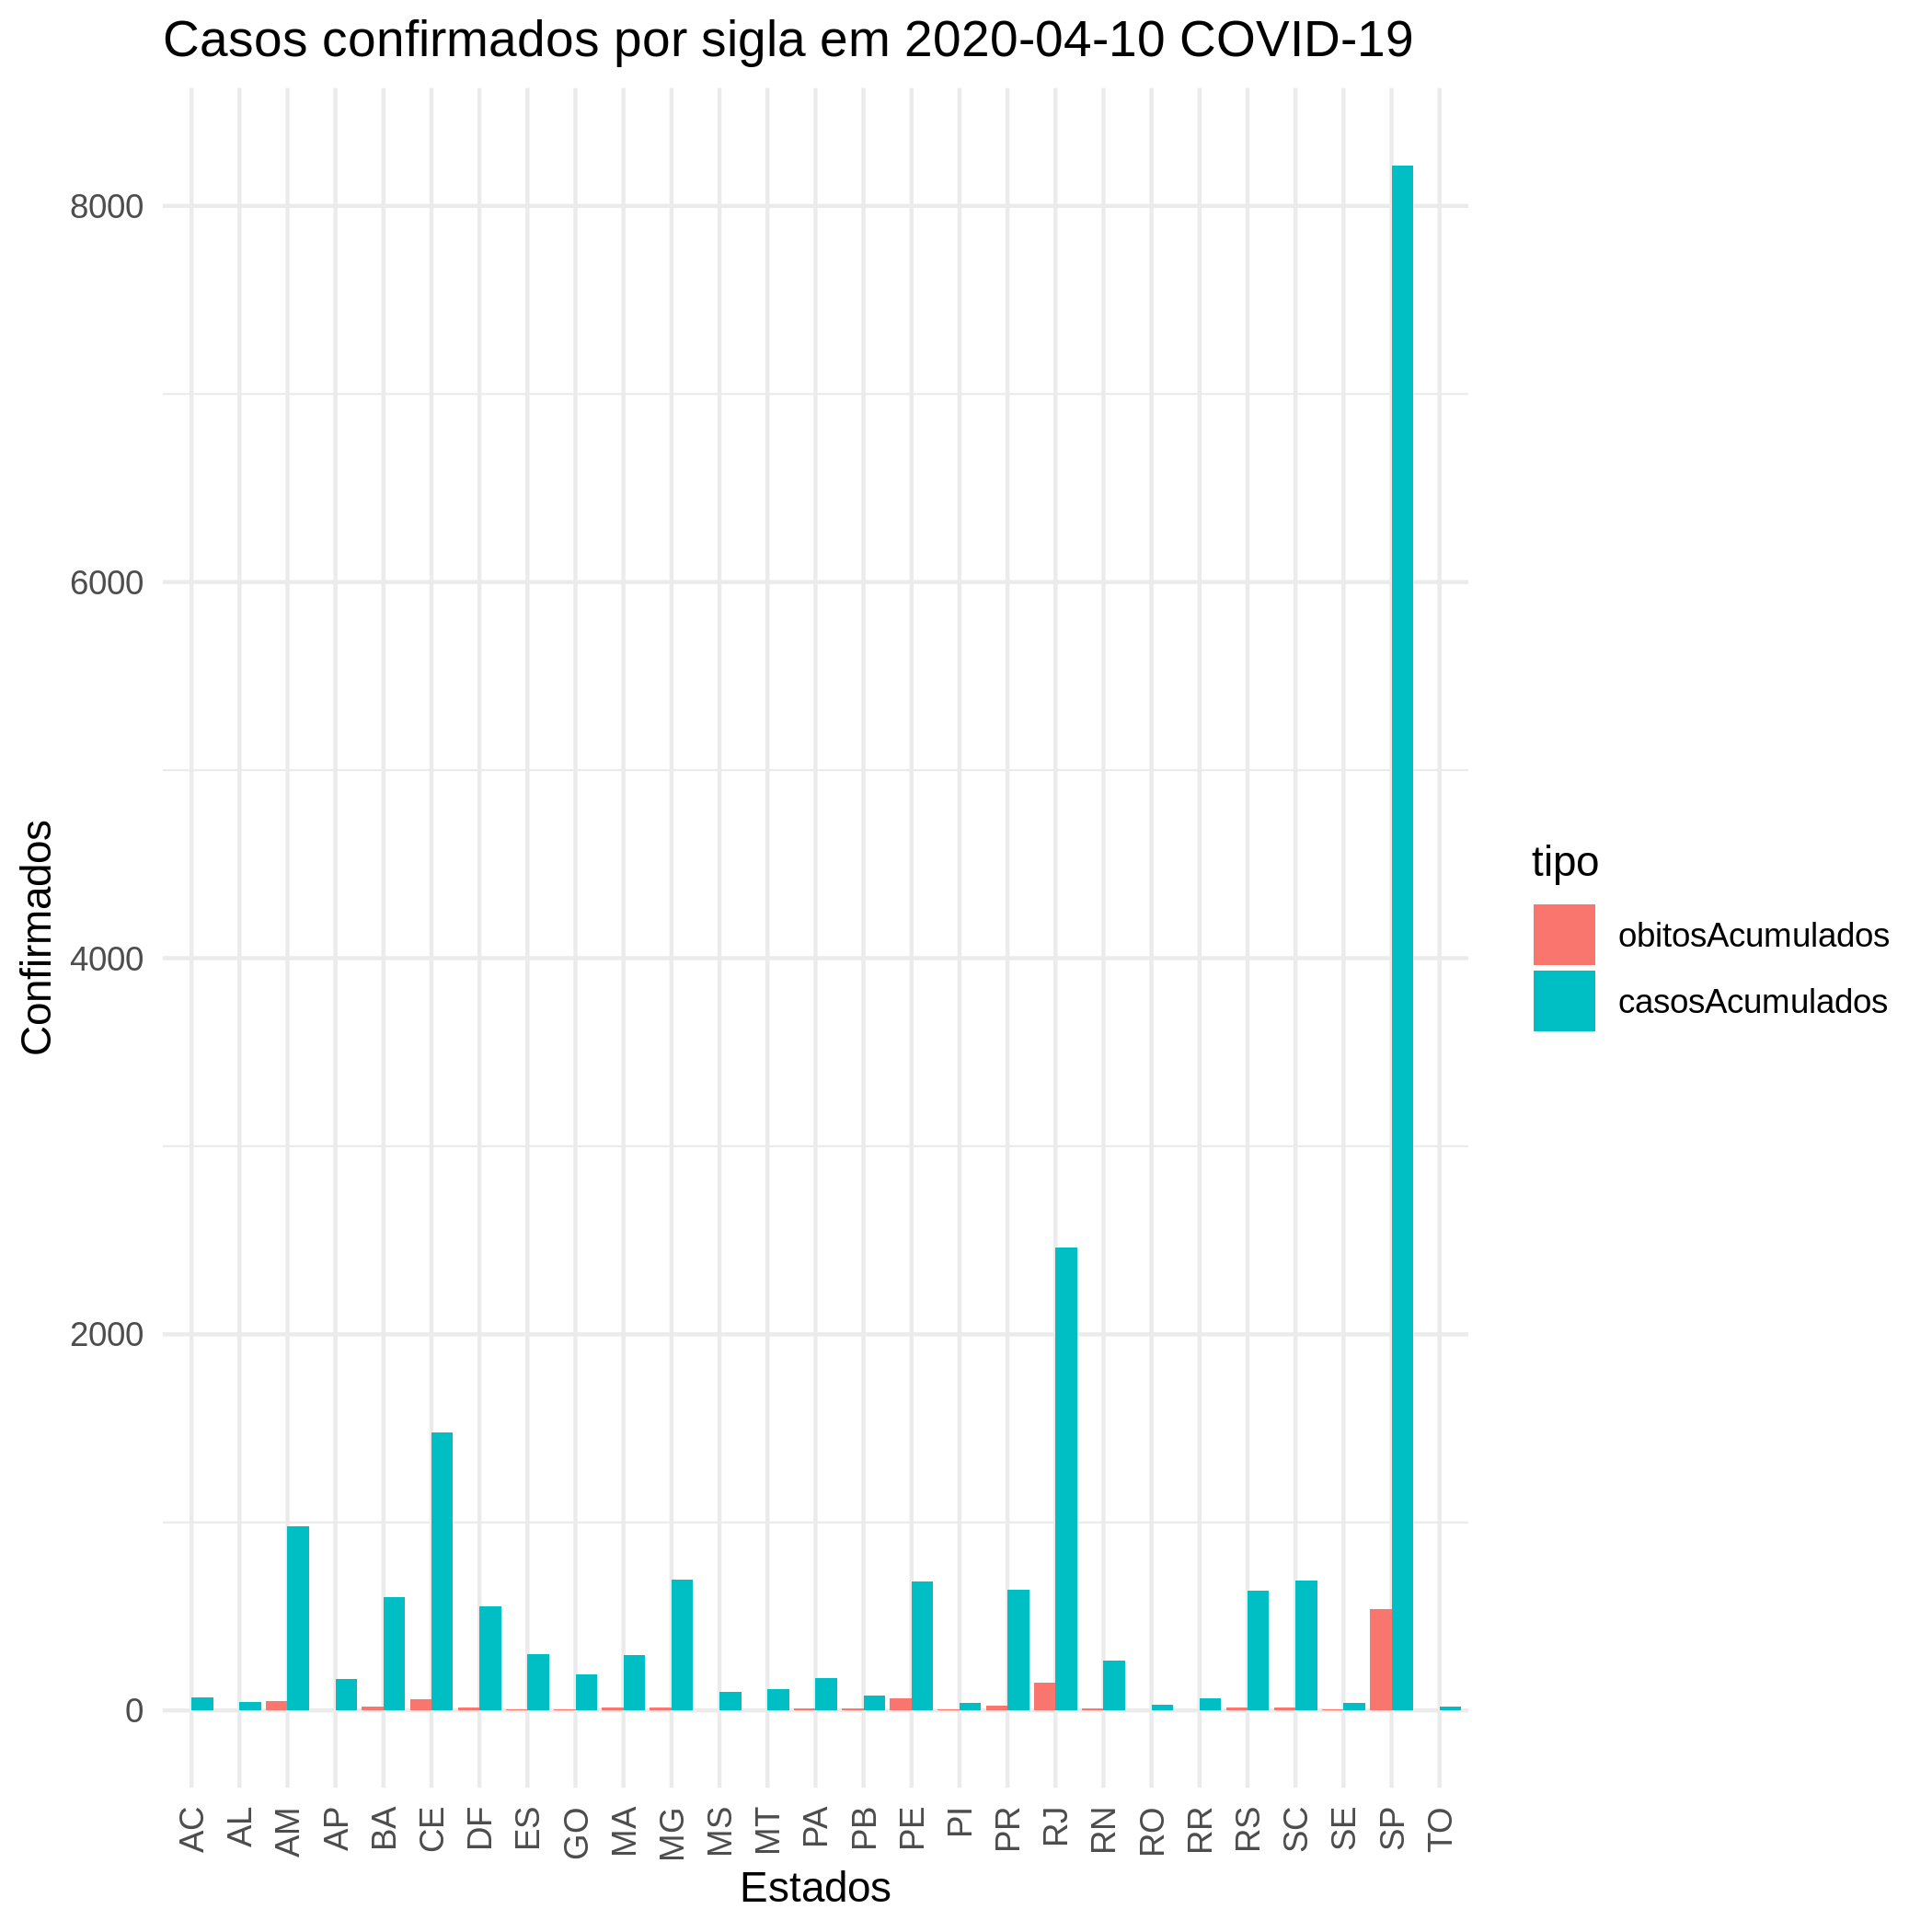 Casos confirmados por sigla em 2020-04-10 COVID-19
Confirmados
8000
6000
4000
2000
0
AC AL AM AP BA CE DF ES GO MA MG MS MT PA PB PE PI PR RJ RN RO RR RS SC SE SP TO
Estados
tipo
obitosAcumulados
casosAcumulados